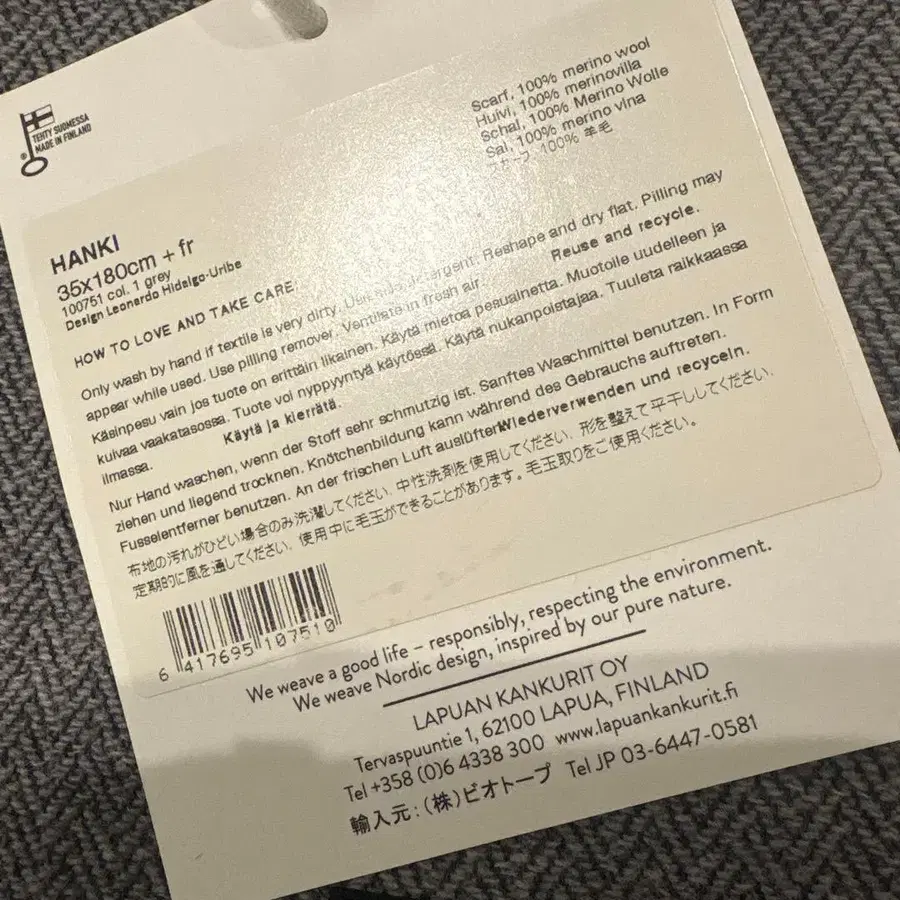 TEHTY SUOMESSA
MADE IN FINLAND
®
Scarf, 100% merino wool
Huivi, 100% merinovilla
Schal, 100% Merino Wolle
Sal, 100% merino vina
100% 羊毛
HANKI
35x180cm + fr
100751 col. 1 grey
Design Leonardo Hidalgo-Uribe
HOW TO LOVE AND TAKE CARE:
Only wash by hand if textile is very dirty. Use detergent. Reshape and dry flat. Pilling may
appear while used. Use pilling remover. Ventilate in fresh air. Reuse and recycle.
Käsinpesu vain jos tuote on erittäin likainen. Käytä mietoa pesuainetta. Muotoile uudelleen ja
kuivaa vaakatasossa. Tuote voi nyppyyntyä käytössä. Käytä nukanpoistajaa. Tuuleta raikkaassa
ilmassa. Käytä ja kierrätä.
Nur Hand waschen, wenn der Stoff sehr schmutzig ist. Sanftes Waschmittel benutzen. In Form
ziehen und liegend trocknen. Knötchenbildung kann während des Gebrauchs auftreten.
Fusselentferner benutzen. An der frischen Luft auslüften Wiederverwenden und recyceln.
布地の汚れがひどい場合のみ洗濯してください. 中性洗剤を使用してください. 形を整えて平干ししてください.
定期的に風を通してください. 使用中に毛玉ができることがあります。毛玉取りをご使用ください。
6 417695 107510
We weave a good life – responsibly, respecting the environment.
We weave Nordic design, inspired by our pure nature.
LAPUAN KANKURIT OY
Tervaspuuntie 1, 62100 LAPUA, FINLAND
Tel +358 (0)6 4338 300 www.lapuankankurit.fi
輸入元：（株）ビオトープ Tel JP 03-6447-0581